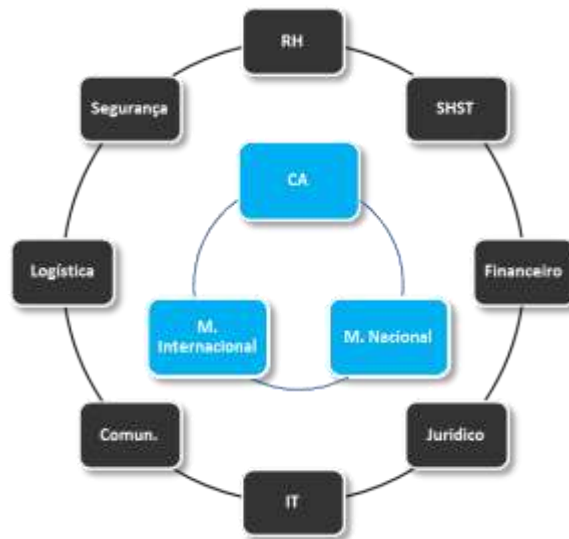 RH
Segurança
SHST
CA
Logística
Financeiro
M.
Internacional
M. Nacional
Comun.
Jurídico
IT